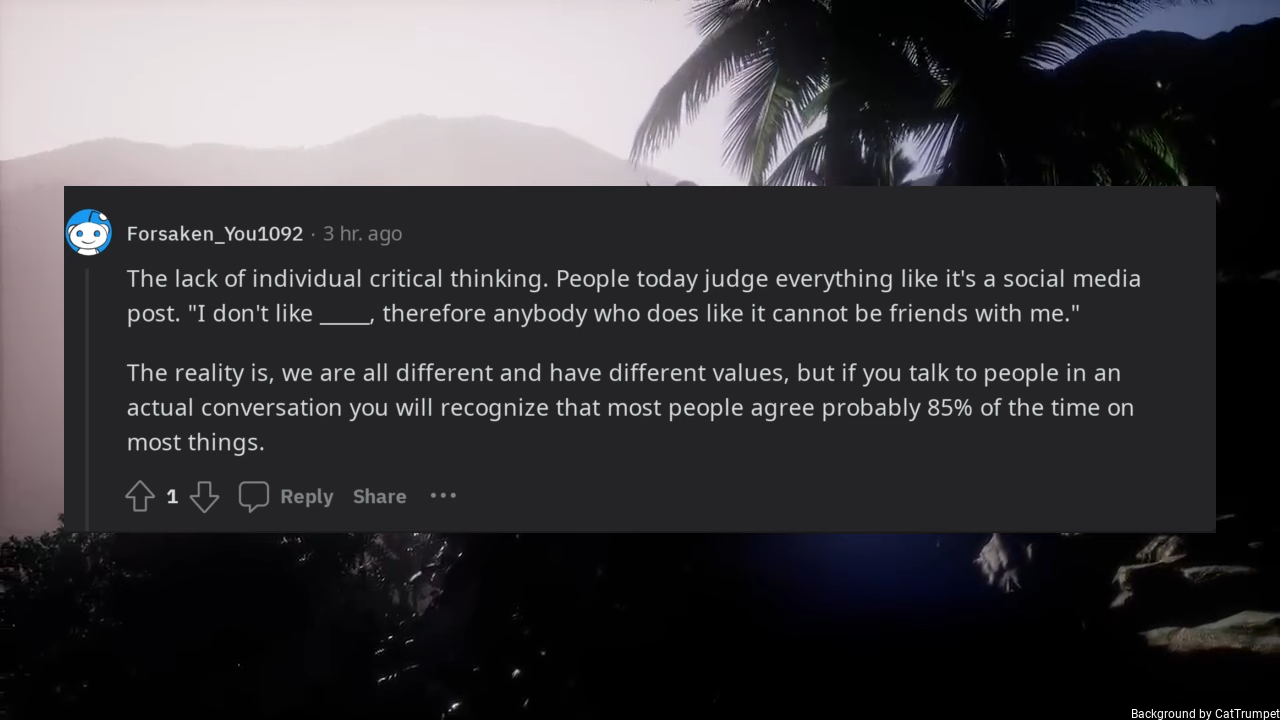 Forsaken_You1092 · 3 hr. ago
The lack of individual critical thinking. People today judge everything like it's a social media
post. "I don't like _____, therefore anybody who does like it cannot be friends with me."
The reality is, we are all different and have different values, but if you talk to people in an
actual conversation you will recognize that most people agree probably 85% of the time on
most things.
1 Reply Share •••
Background by CatTrumpet